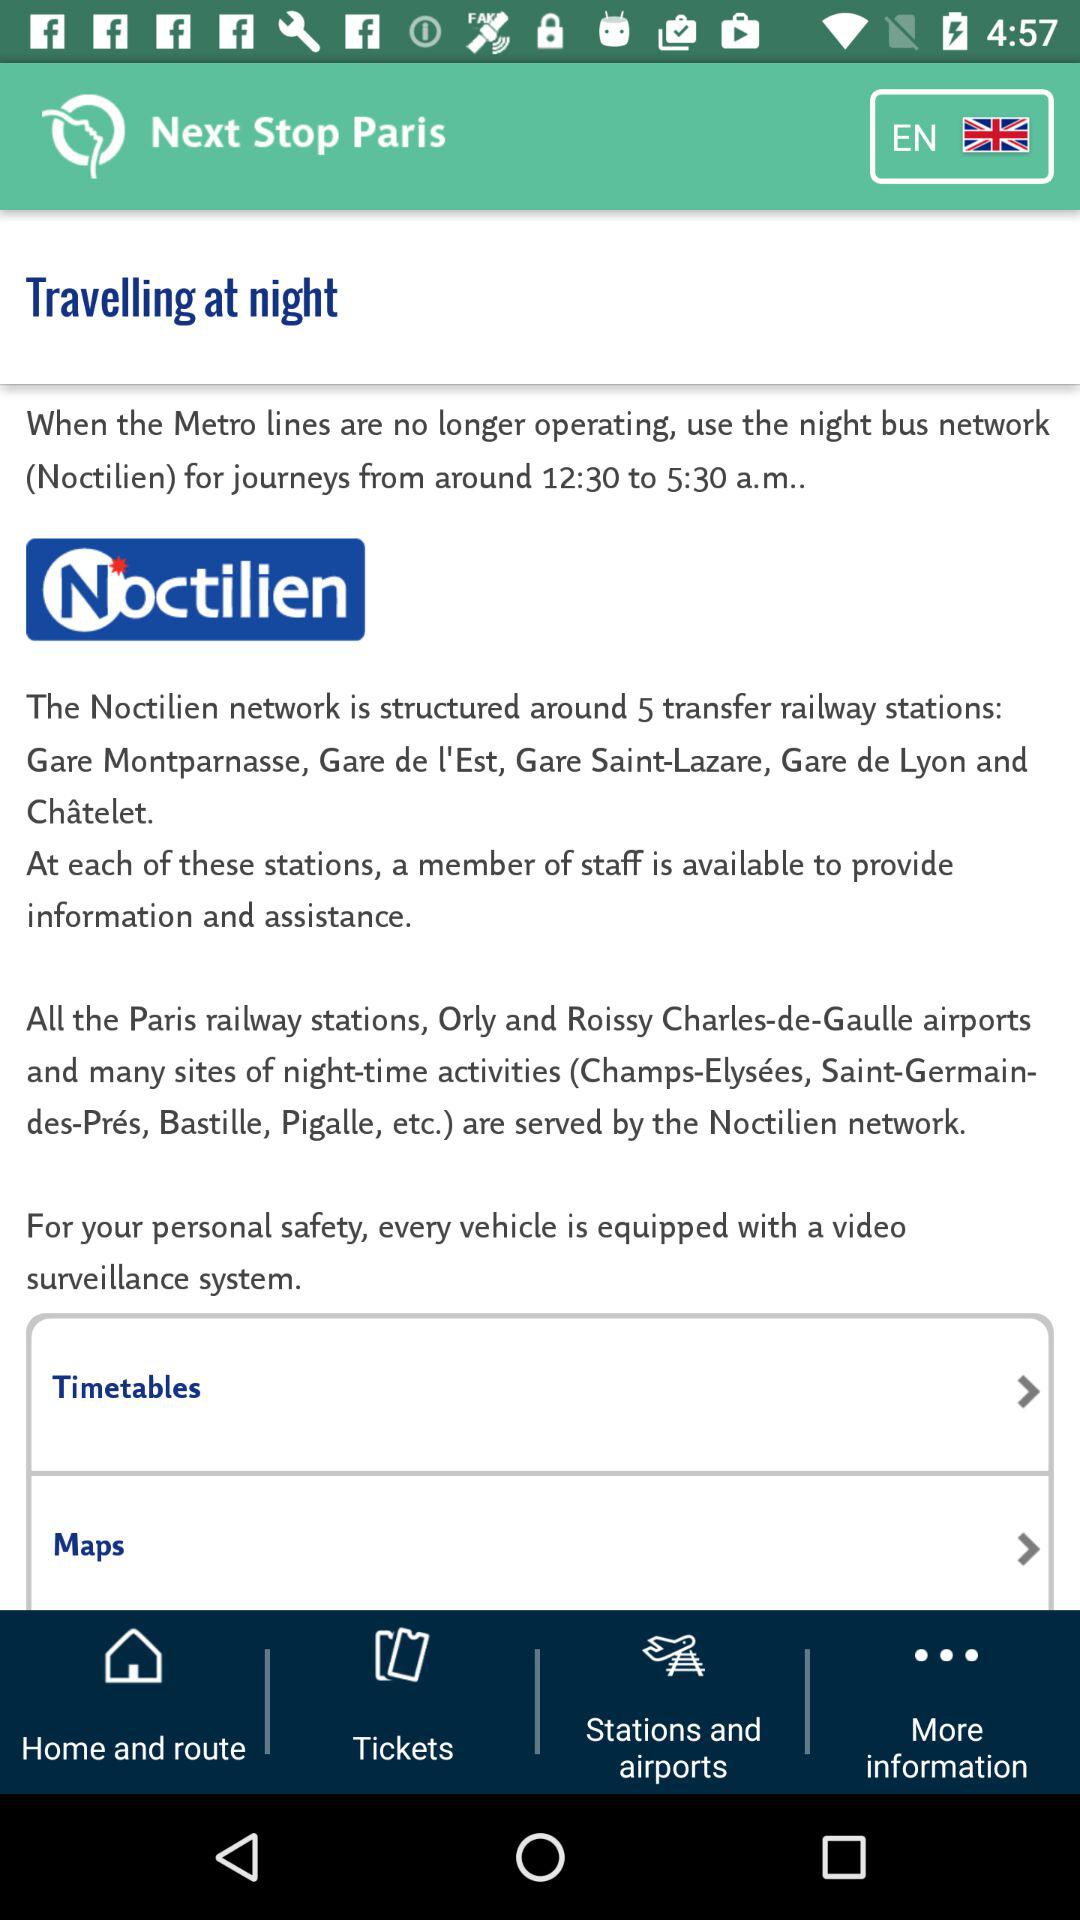 FAKE
4:57
Next Stop Paris
EN
Travelling at night
When the Metro lines are no longer operating, use the night bus network
(Noctilien) for journeys from around 12:30 to 5:30 a.m..
Noctilien
The Noctilien network is structured around 5 transfer railway stations:
Gare Montparnasse, Gare de l'Est, Gare Saint-Lazare, Gare de Lyon and
Châtelet.
At each of these stations, a member of staff is available to provide
information and assistance.
All the Paris railway stations, Orly and Roissy Charles-de-Gaulle airports
and many sites of night-time activities (Champs-Elysées, Saint-Germain-
des-Prés, Bastille, Pigalle, etc.) are served by the Noctilien network.
For your personal safety, every vehicle is equipped with a video
surveillance system.
Timetables
Maps
Home and route
Tickets
Stations and
airports
More
information